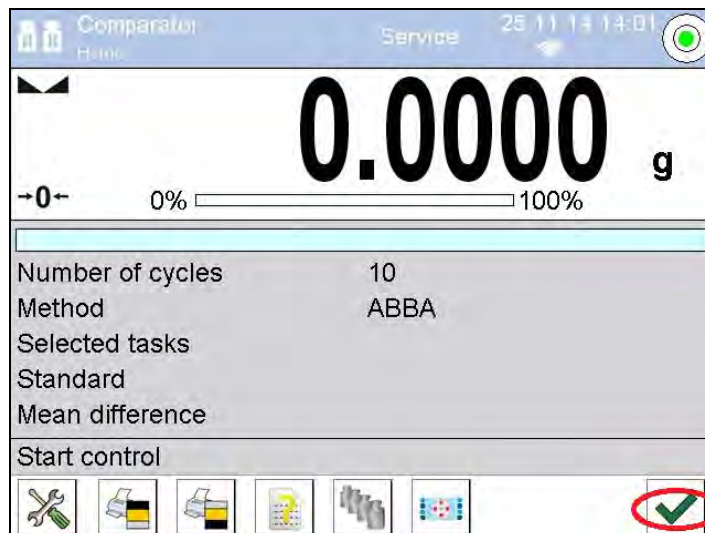 Comparator
Home
Service
25.11.14 14:01
0.0000 g
→0←
0% 100%
Number of cycles 10
Method ABBA
Selected tasks
Standard
Mean difference
Start control